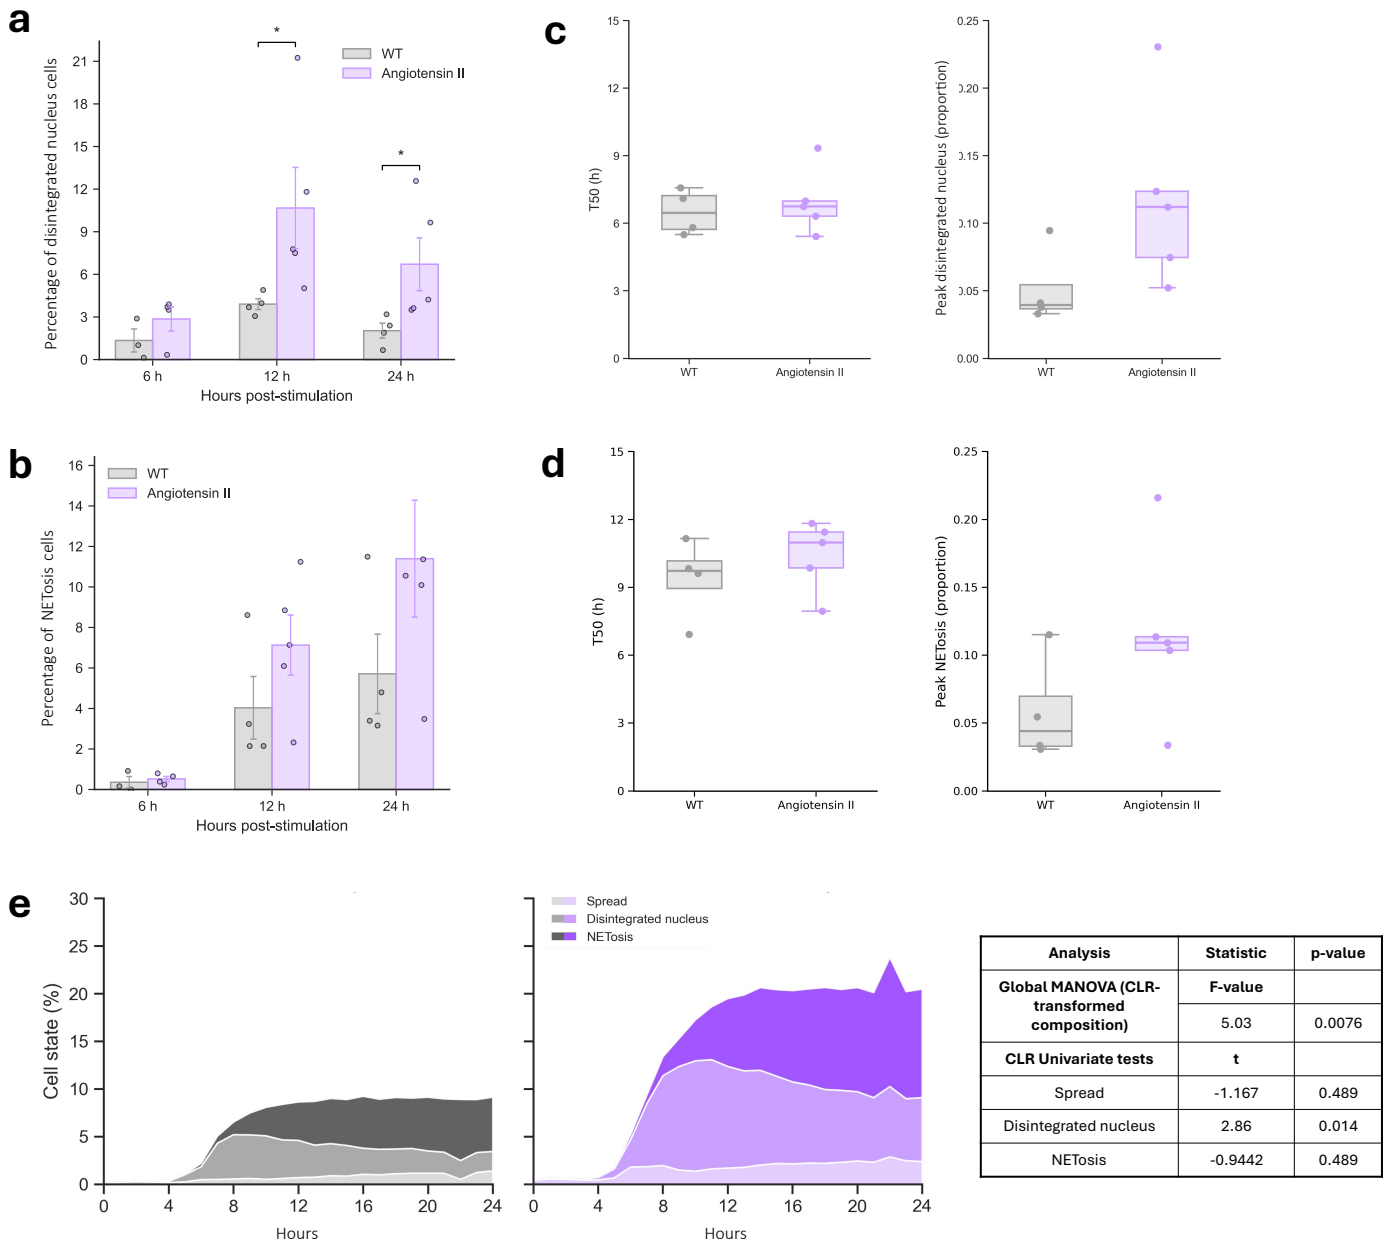 a
*
WT
Angiotensin II
*
21
18
15
12
9
6
3
0
Percentage of disintegrated nucleus cells
6 h
12 h
24 h
Hours post-stimulation
c
15
12
9
6
3
0
T50 (h)
WT
Angiotensin II
0.25
0.20
0.15
0.10
0.05
0.00
Peak disintegrated nucleus (proportion)
WT
Angiotensin II
b
WT
Angiotensin II
16
14
12
10
8
6
4
2
0
Percentage of NETosis cells
6 h
12 h
24 h
Hours post-stimulation
d
15
12
9
6
3
0
T50 (h)
WT
Angiotensin II
0.25
0.20
0.15
0.10
0.05
0.00
Peak NETosis (proportion)
WT
Angiotensin II
e
30
25
20
15
10
5
0
Cell state (%)
0 4 8 12 16 20 24
Hours
Spread
Disintegrated nucleus
NETosis
0 4 8 12 16 20 24
Hours
Analysis Statistic p-value
Global MANOVA (CLR-
transformed
composition)
F-value
5.03 0.0076
CLR Univariate tests t
Spread -1.167 0.489
Disintegrated nucleus 2.86 0.014
NETosis -0.9442 0.489